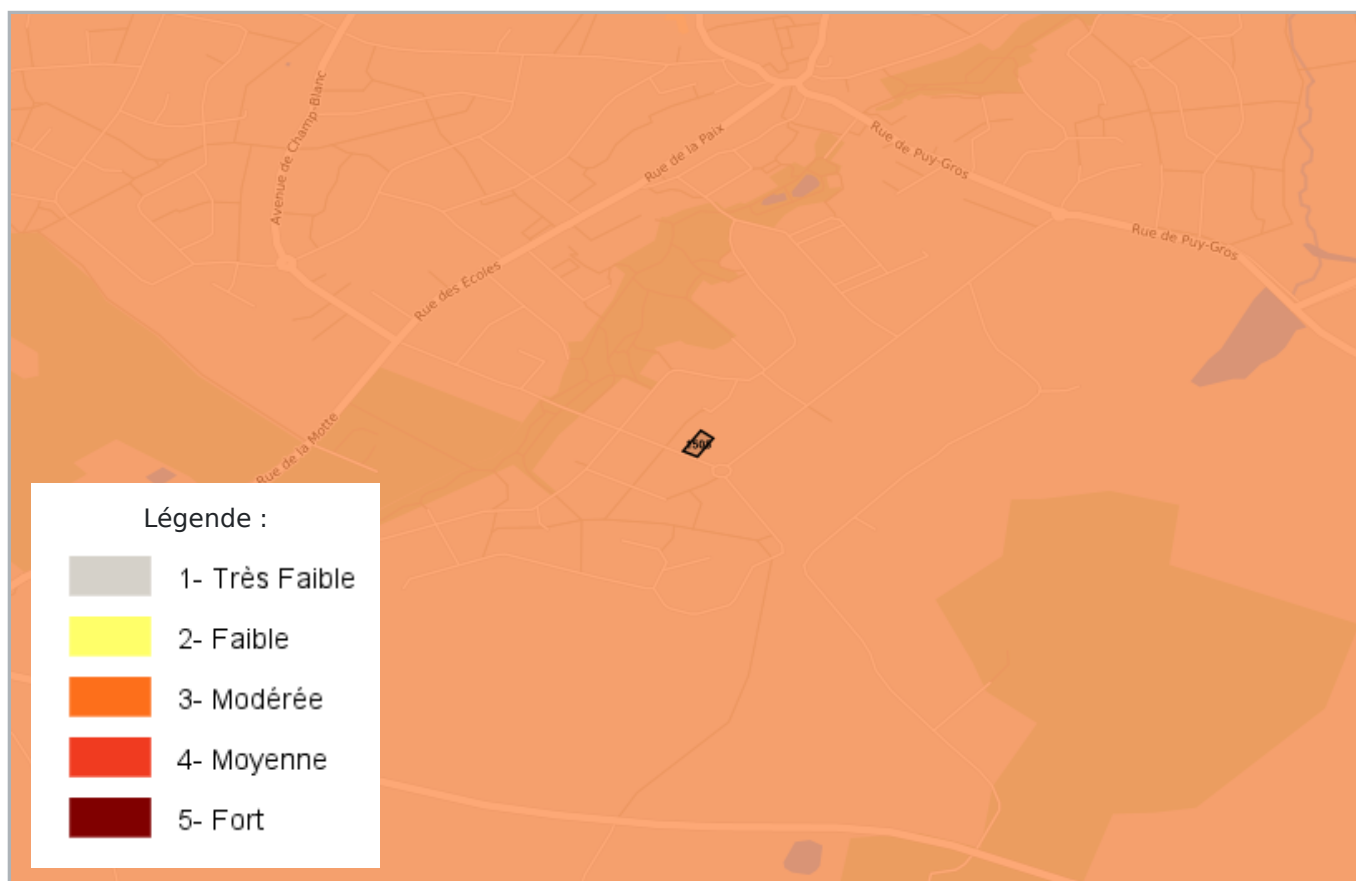 Avenue de Champ-Blanc
Rue de la Paix
Rue de Puy-Gros
Rue de Puy-Gros
Rue des Écoles
Rue de la Motte
Légende :
1- Très Faible
2- Faible
3- Modérée
4- Moyenne
5- Fort